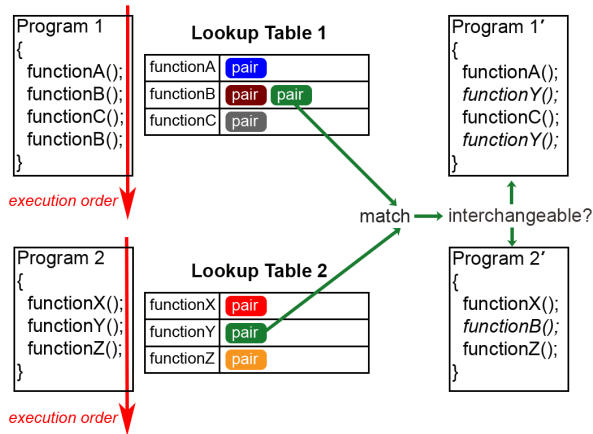 Program 1
{
functionA();
functionB();
functionC();
functionB();
}
execution order
Lookup Table 1
functionA pair
functionB pair pair
functionC pair
Program 1′
{
functionA();
functionY();
functionC();
functionY();
}
match
interchangeable?
Program 2
{
functionX();
functionY();
functionZ();
}
execution order
Lookup Table 2
functionX pair
functionY pair
functionZ pair
Program 2′
{
functionX();
functionB();
functionZ();
}